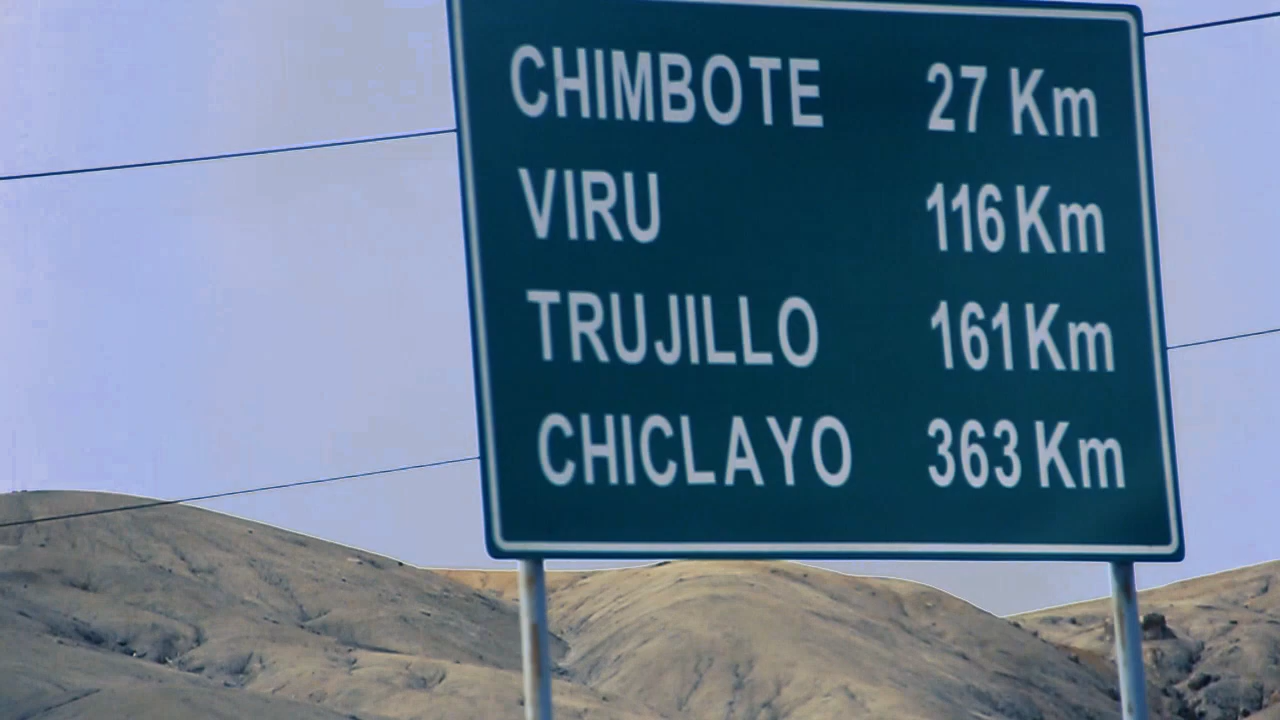 CHIMBOTE 27 Km
VIRU 116 Km
TRUJILLO 161 Km
CHICLAYO 363 Km